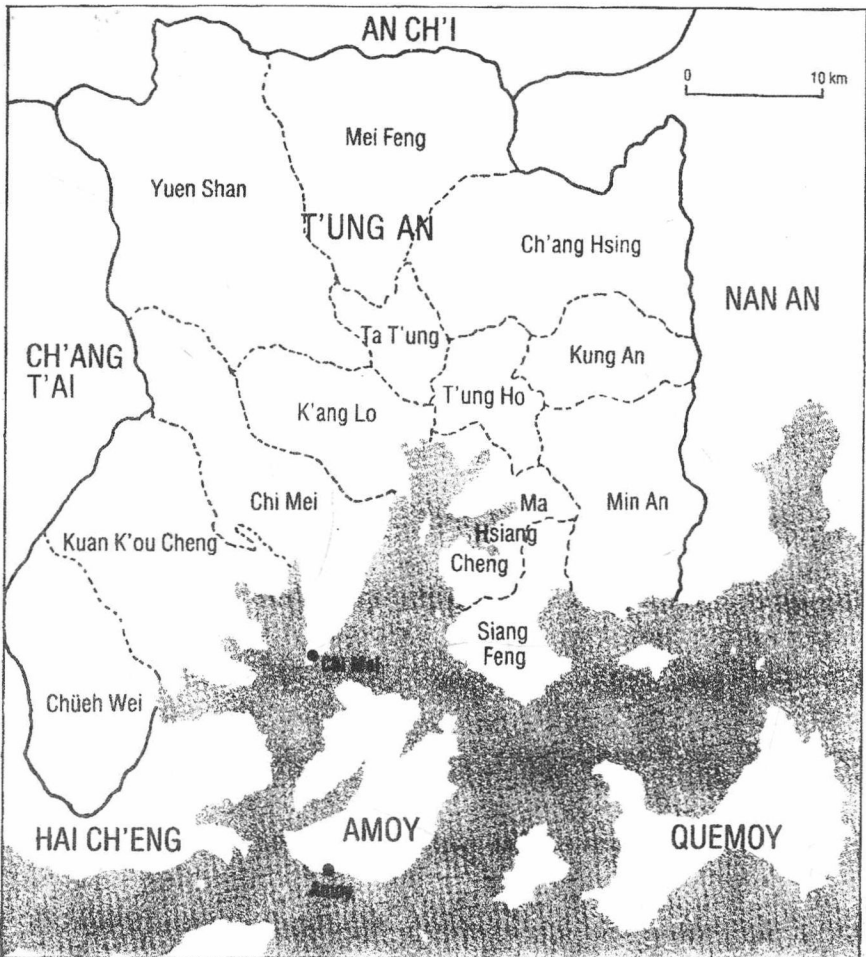 AN CH'I
0 10 km
Mei Feng
Yuen Shan
T'UNG AN
Ch'ang Hsing
NAN AN
Ta T'ung
Kung An
CH'ANG
T'AI
T'ung Ho
K'ang Lo
Chi Mei
Ma
Hsiang
Cheng
Min An
Kuan K'ou Cheng
Siang
Feng
Chi Mei
Chüeh Wei
HAI CH'ENG
AMOY
QUEMOY
Amoy